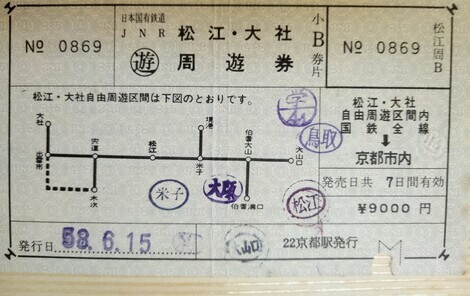 日本国有鉄道
JNR 松江・大社
遊 周遊券
小B券片
№ 0869
№ 0869
松江周B
松江・大社自由周遊区間は下図のとおりです。
大社
出雲市
宍道
木次
松江
境港
米子
伯耆大山
伯耆溝口
大山口
学
鳥取
米子
大阪
松江
山口
松江・大社
自由周遊区間内
国鉄全線
京都市内
発売日共 7日間有効
¥9000円
発行日 58.6.15
22京都駅発行